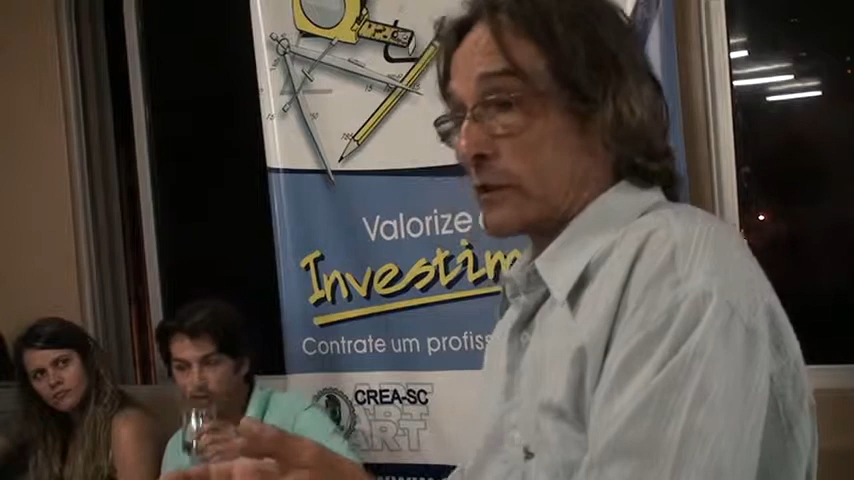 Valorize
Investim
Contrate um profiss
CREA-SC
ART